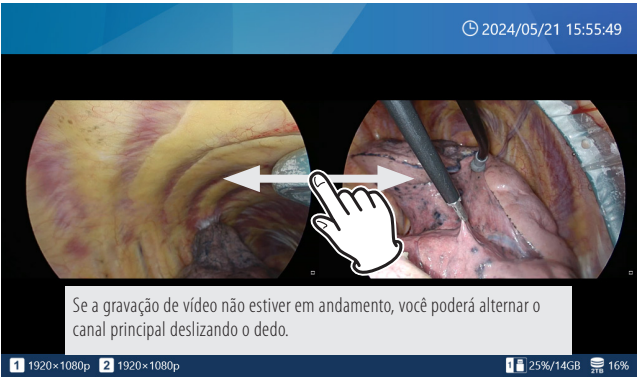 2024/05/21 15:55:49
Se a gravação de vídeo não estiver em andamento, você poderá alternar o
canal principal deslizando o dedo.
1 1920×1080p 2 1920×1080p 1 25%/14GB 2TB 16%